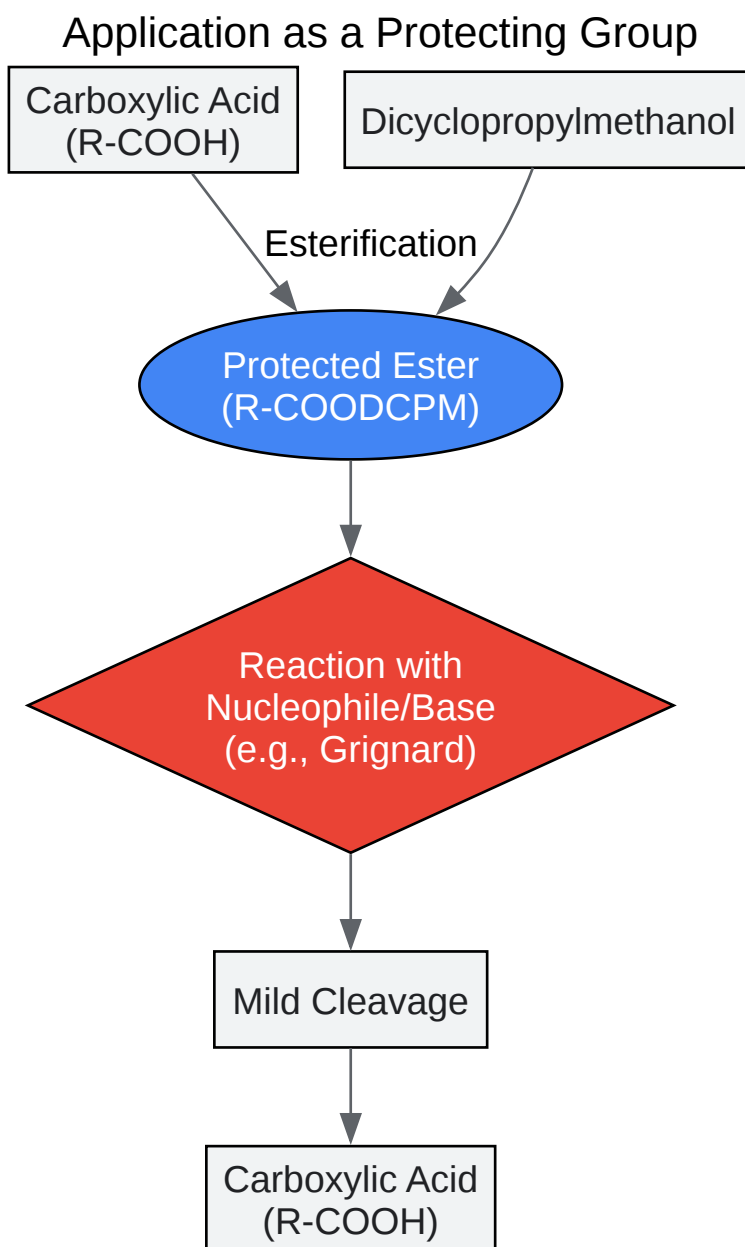 Application as a Protecting Group
Carboxylic Acid
(R-COOH)
Dicyclopropylmethanol
Esterification
Protected Ester
(R-COODCPM)
Reaction with
Nucleophile/Base
(e.g., Grignard)
Mild Cleavage
Carboxylic Acid
(R-COOH)